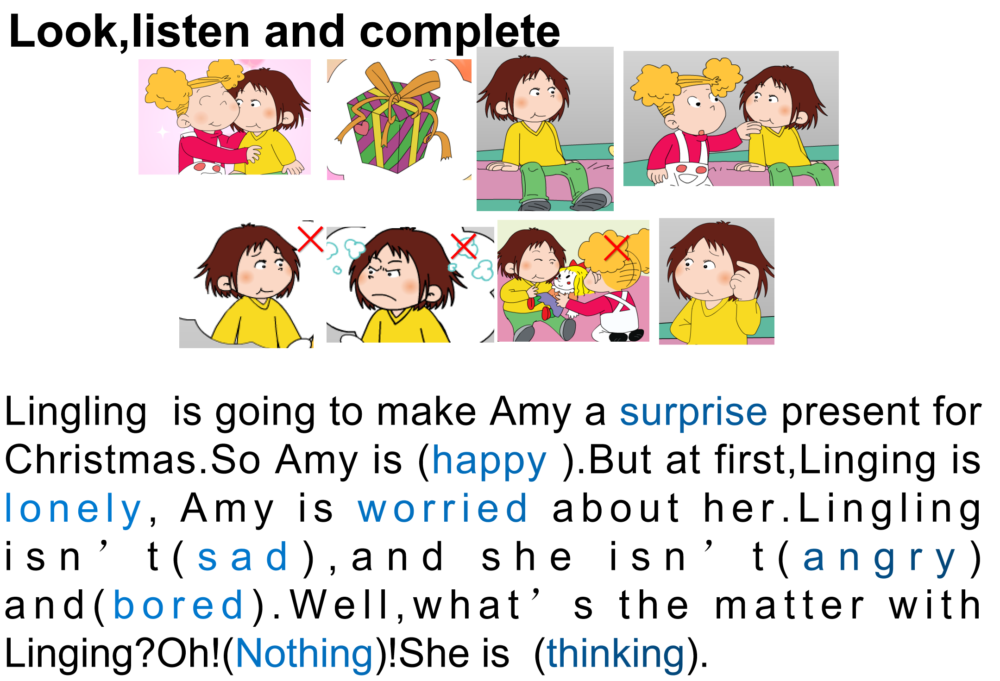 Look,listen and complete
Lingling is going to make Amy a surprise present for
Christmas.So Amy is (happy ).But at first,Linging is
lonely, Amy is worried about her.Lingling
isn’t(sad),and she isn’t(angry)
and(bored).Well,what’s the matter with
Linging?Oh!(Nothing)!She is (thinking).